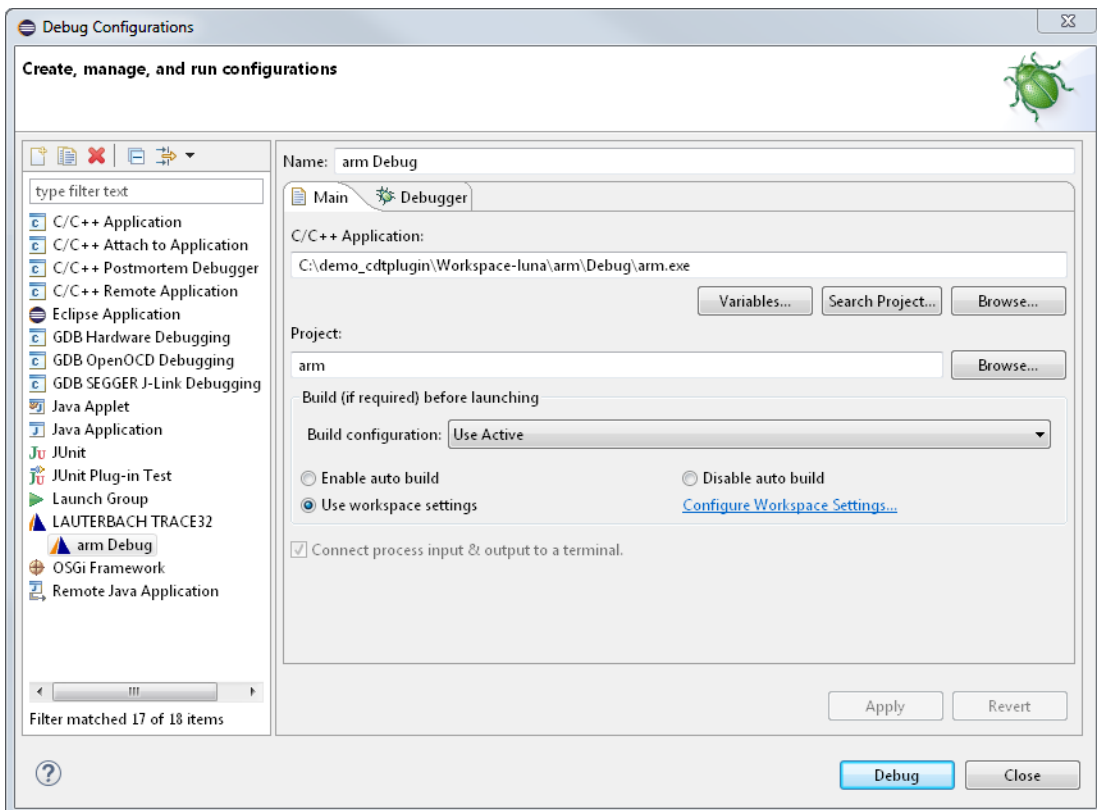 Debug Configurations
Create, manage, and run configurations
type filter text
C/C++ Application
C/C++ Attach to Application
C/C++ Postmortem Debugger
C/C++ Remote Application
Eclipse Application
GDB Hardware Debugging
GDB OpenOCD Debugging
GDB SEGGER J-Link Debugging
Java Applet
Java Application
JUnit
JUnit Plug-in Test
Launch Group
LAUTERBACH TRACE32
arm Debug
OSGi Framework
Remote Java Application
Filter matched 17 of 18 items
Name: arm Debug
Main Debugger
C/C++ Application:
C:\demo_cdtplugin\Workspace-luna\arm\Debug\arm.exe
Variables... Search Project... Browse...
Project:
arm Browse...
Build (if required) before launching
Build configuration: Use Active
Enable auto build Disable auto build
Use workspace settings Configure Workspace Settings...
Connect process input & output to a terminal.
Apply Revert
Debug Close